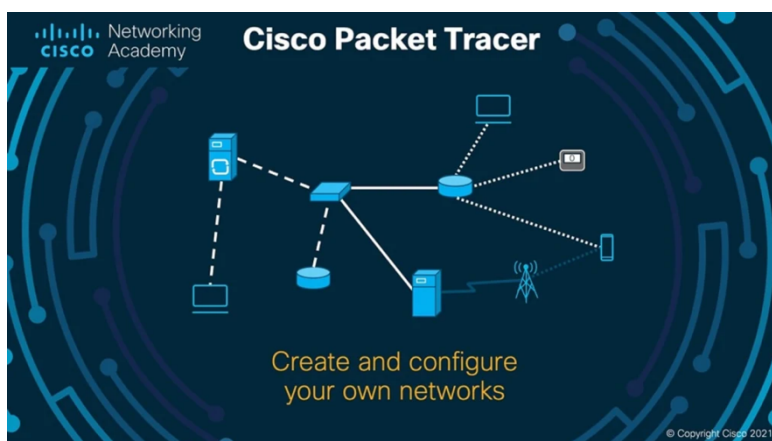 Networking
CISCO Academy
Cisco Packet Tracer
Create and configure
your own networks
© Copyright Cisco 2021